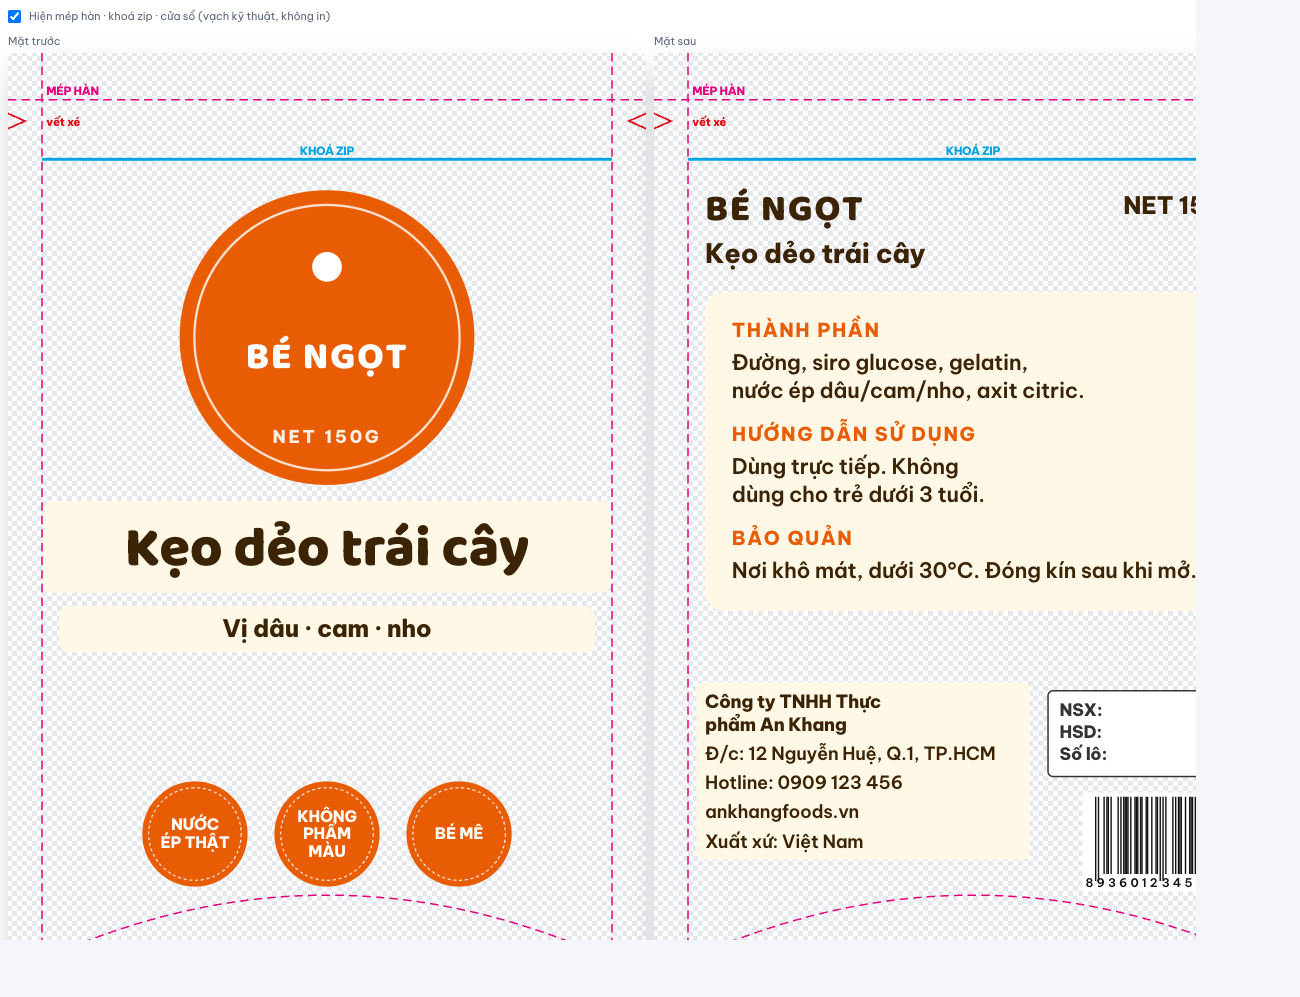 Hiện mép hàn · khoá zip · cửa sổ (vạch kỹ thuật, không in)
Mặt trước
MÉP HÀN
vết xé
KHOÁ ZIP
BÉ NGỌT
NET 150G
Kẹo dẻo trái cây
Vị dâu · cam · nho
NƯỚC
ÉP THẬT
KHÔNG
PHẨM
MÀU
BÉ MÊ
Mặt sau
MÉP HÀN
vết xé
KHOÁ ZIP
BÉ NGỌT
NET 15
Kẹo dẻo trái cây
THÀNH PHẦN
Đường, siro glucose, gelatin,
nước ép dâu/cam/nho, axit citric.
HƯỚNG DẪN SỬ DỤNG
Dùng trực tiếp. Không
dùng cho trẻ dưới 3 tuổi.
BẢO QUẢN
Nơi khô mát, dưới 30°C. Đóng kín sau khi mở.
Công ty TNHH Thực
phẩm An Khang
Đ/c: 12 Nguyễn Huệ, Q.1, TP.HCM
Hotline: 0909 123 456
ankhangfoods.vn
Xuất xứ: Việt Nam
NSX:
HSD:
Số lô:
8936012345